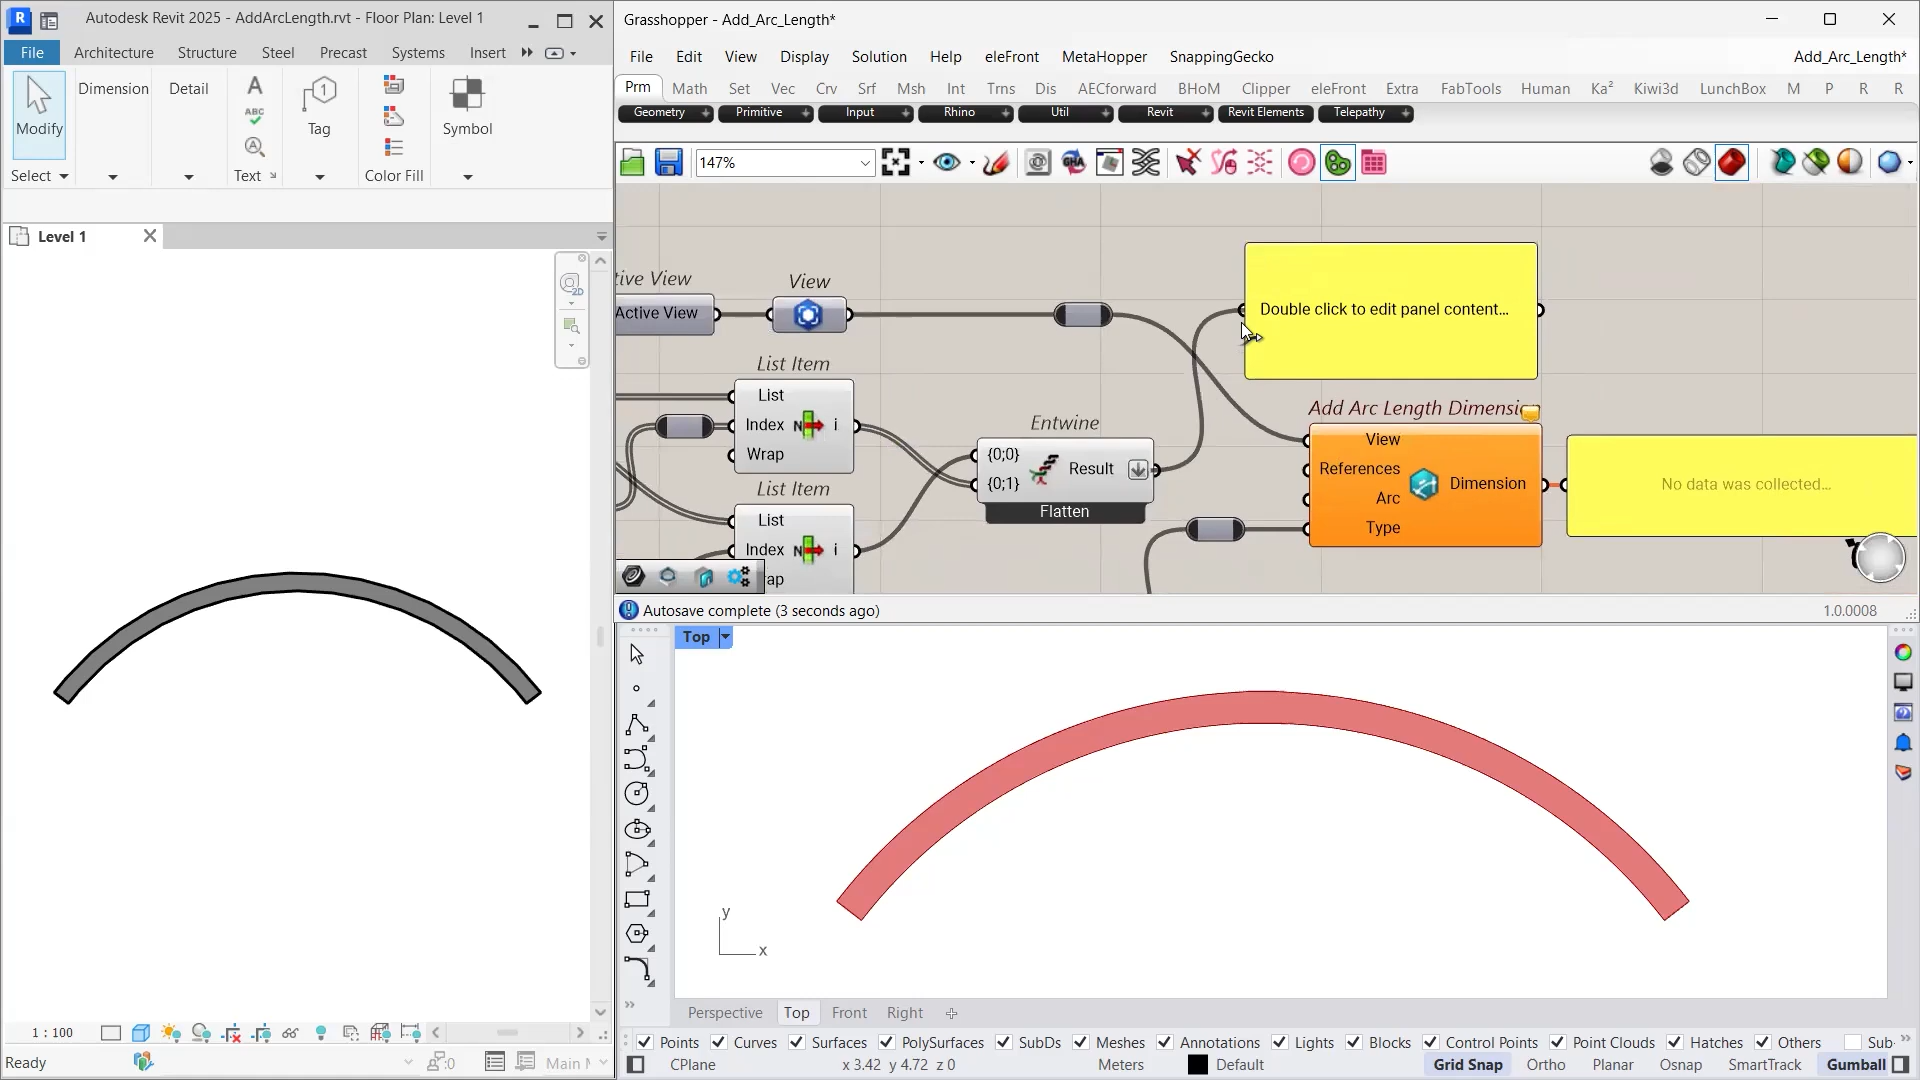 Autodesk Revit 2025 - AddArcLength.rvt - Floor Plan: Level 1
File Architecture Structure Steel Precast Systems Insert
Modify
Dimension
Detail
A
ABC
A
Tag
Symbol
Select
Text
Color Fill
Level 1
2D
1 : 100
Ready
:0
Main
Grasshopper - Add_Arc_Length*
File Edit View Display Solution Help eleFront MetaHopper SnappingGecko Add_Arc_Length*
Prm Math Set Vec Crv Srf Msh Int Trns Dis AECforward BHoM Clipper eleFront Extra FabTools Human Ka² Kiwi3d LunchBox M P R R
Geometry Primitive Input Rhino Util Revit Revit Elements Telepathy
147%
GHA
tive View
Active View
View
List Item
List
Index
Wrap
N
i
List Item
List
Index
ap
N
i
Entwine
{0;0}
{0;1}
Result
Flatten
Double click to edit panel content...
Add Arc Length Dimension
View
References
Arc
Type
Dimension
No data was collected...
Autosave complete (3 seconds ago)
1.0.0008
Top
y
x
Perspective Top Front Right
Points Curves Surfaces PolySurfaces SubDs Meshes Annotations Lights Blocks Control Points Point Clouds Hatches Others Sub-
CPlane x 3.42 y 4.72 z 0 Meters Default Grid Snap Ortho Planar Osnap SmartTrack Gumball